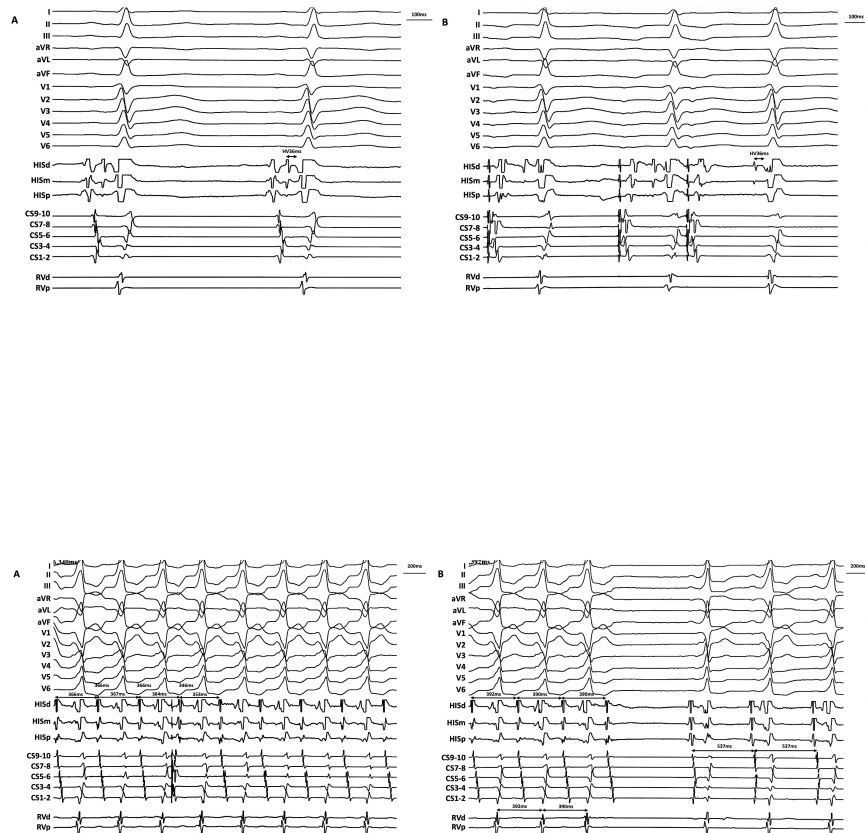 A
I
II
III
aVR
aVL
aVF
V1
V2
V3
V4
V5
V6
HISd
HISm
HISp
CS9-10
CS7-8
CS5-6
CS3-4
CS1-2
RVd
RVp
100ms
HV36ms
B
I
II
III
aVR
aVL
aVF
V1
V2
V3
V4
V5
V6
HISd
HISm
HISp
CS9-10
CS7-8
CS5-6
CS3-4
CS1-2
RVd
RVp
100ms
HV36ms
A
I
II
III
aVR
aVL
aVF
V1
V2
V3
V4
V5
V6
HISd
HISm
HISp
CS9-10
CS7-8
CS5-6
CS3-4
CS1-2
RVd
RVp
200ms
366ms 366ms 346ms
366ms 367ms 364ms 353ms
B
I
II
III
aVR
aVL
aVF
V1
V2
V3
V4
V5
V6
HISd
HISm
HISp
CS9-10
CS7-8
CS5-6
CS3-4
CS1-2
RVd
RVp
200ms
392ms 390ms 390ms
537ms 537ms
392ms 390ms